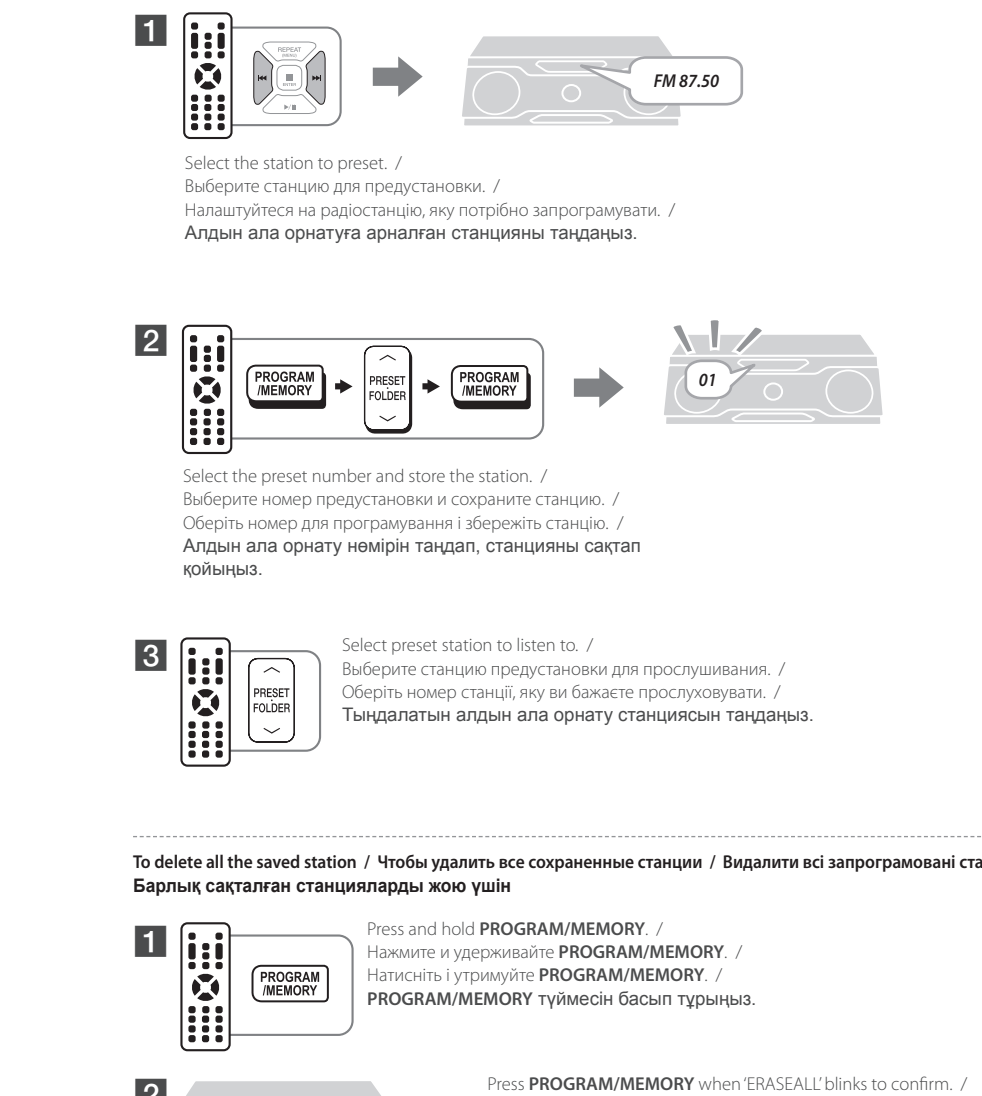 1
REPEAT
(MENU)
ENTER
FM 87.50
Select the station to preset. /
Выберите станцию для предустановки. /
Налаштуйтеся на радіостанцію, яку потрібно запрограмувати. /
Алдын ала орнатуға арналған станцияны таңдаңыз.
2
PROGRAM
/MEMORY
PRESET
·
FOLDER
PROGRAM
/MEMORY
01
Select the preset number and store the station. /
Выберите номер предустановки и сохраните станцию. /
Оберіть номер для програмування і збережіть станцію. /
Алдын ала орнату нөмірін таңдап, станцияны сақтап
қойыңыз.
3
PRESET
·
FOLDER
Select preset station to listen to. /
Выберите станцию предустановки для прослушивания. /
Оберіть номер станції, яку ви бажаєте прослуховувати. /
Тыңдалатын алдын ала орнату станциясын таңдаңыз.
To delete all the saved station / Чтобы удалить все сохраненные станции / Видалити всі запрограмовані ста
Барлық сақталған станцияларды жою үшін
1
PROGRAM
/MEMORY
Press and hold PROGRAM/MEMORY. /
Нажмите и удерживайте PROGRAM/MEMORY. /
Натисніть і утримуйте PROGRAM/MEMORY. /
PROGRAM/MEMORY түймесін басып тұрыңыз.
2
Press PROGRAM/MEMORY when 'ERASEALL' blinks to confirm. /